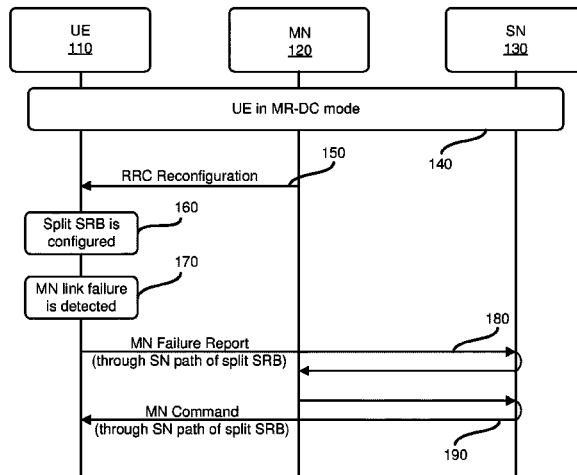 UE
110
MN
120
SN
130
UE in MR-DC mode
140
150
RRC Reconfiguration
160
Split SRB is
configured
170
MN link failure
is detected
180
MN Failure Report
(through SN path of split SRB)
MN Command
(through SN path of split SRB)
190